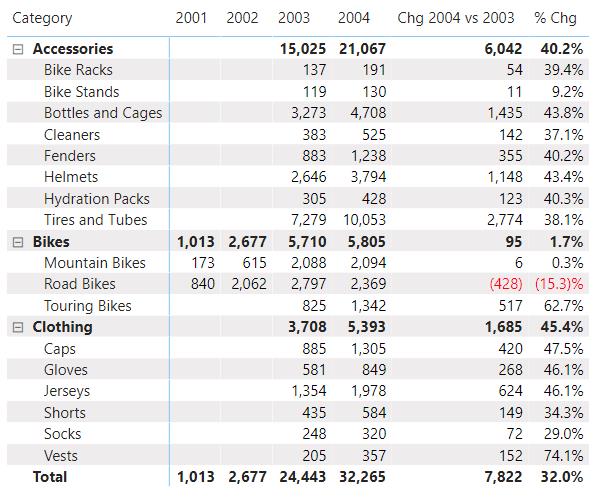 Category 2001 2002 2003 2004 Chg 2004 vs 2003 % Chg
Accessories 15,025 21,067 6,042 40.2%
Bike Racks 137 191 54 39.4%
Bike Stands 119 130 11 9.2%
Bottles and Cages 3,273 4,708 1,435 43.8%
Cleaners 383 525 142 37.1%
Fenders 883 1,238 355 40.2%
Helmets 2,646 3,794 1,148 43.4%
Hydration Packs 305 428 123 40.3%
Tires and Tubes 7,279 10,053 2,774 38.1%
Bikes 1,013 2,677 5,710 5,805 95 1.7%
Mountain Bikes 173 615 2,088 2,094 6 0.3%
Road Bikes 840 2,062 2,797 2,369 (428) (15.3)%
Touring Bikes 825 1,342 517 62.7%
Clothing 3,708 5,393 1,685 45.4%
Caps 885 1,305 420 47.5%
Gloves 581 849 268 46.1%
Jerseys 1,354 1,978 624 46.1%
Shorts 435 584 149 34.3%
Socks 248 320 72 29.0%
Vests 205 357 152 74.1%
Total 1,013 2,677 24,443 32,265 7,822 32.0%